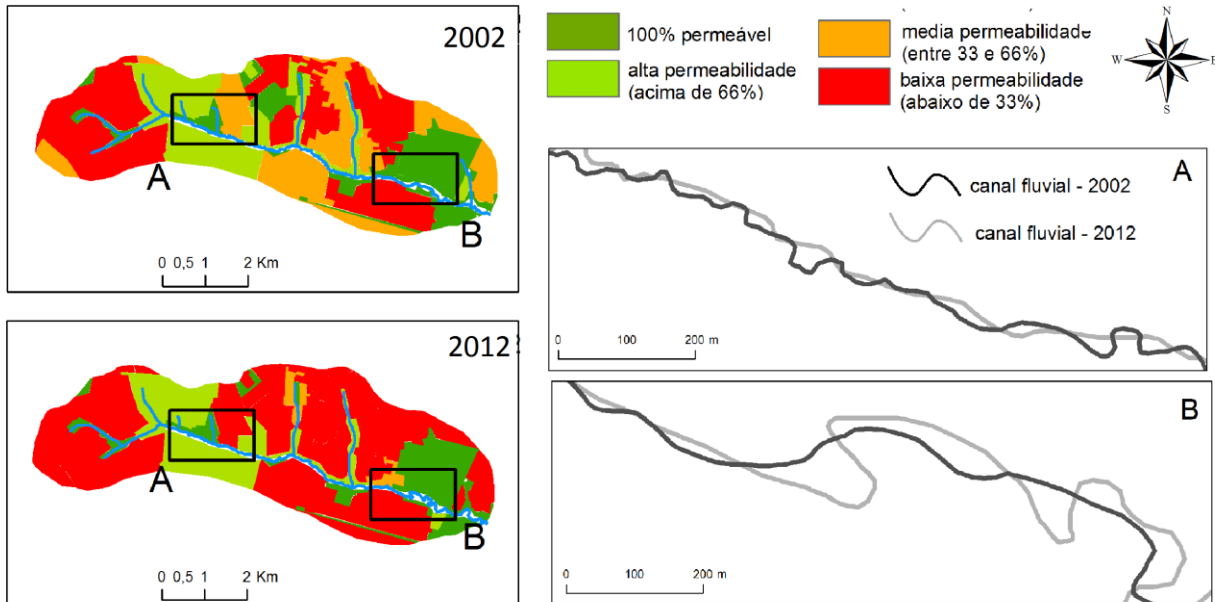 2002
A
B
0 0,5 1 2 Km
2012
A
B
0 0,5 1 2 Km
100% permeável
alta permeabilidade
(acima de 66%)
media permeabilidade
(entre 33 e 66%)
baixa permeabilidade
(abaixo de 33%)
N
W
E
S
A
canal fluvial - 2002
canal fluvial - 2012
0 100 200 m
B
0 100 200 m